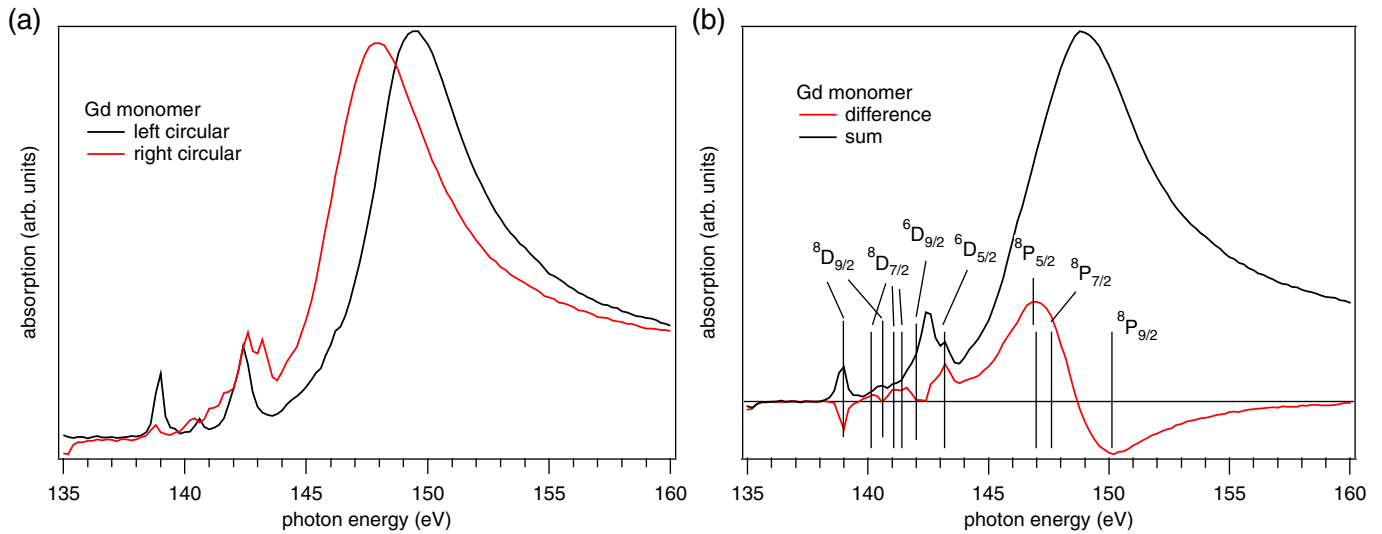 (a)
absorption (arb. units)
Gd monomer
left circular
right circular
135
140
145
150
155
160
photon energy (eV)
(b)
absorption (arb. units)
Gd monomer
difference
sum
⁸D₉/₂
⁸D₇/₂
⁶D₉/₂
⁶D₅/₂
⁸P₅/₂
⁸P₇/₂
⁸P₉/₂
135
140
145
150
155
160
photon energy (eV)